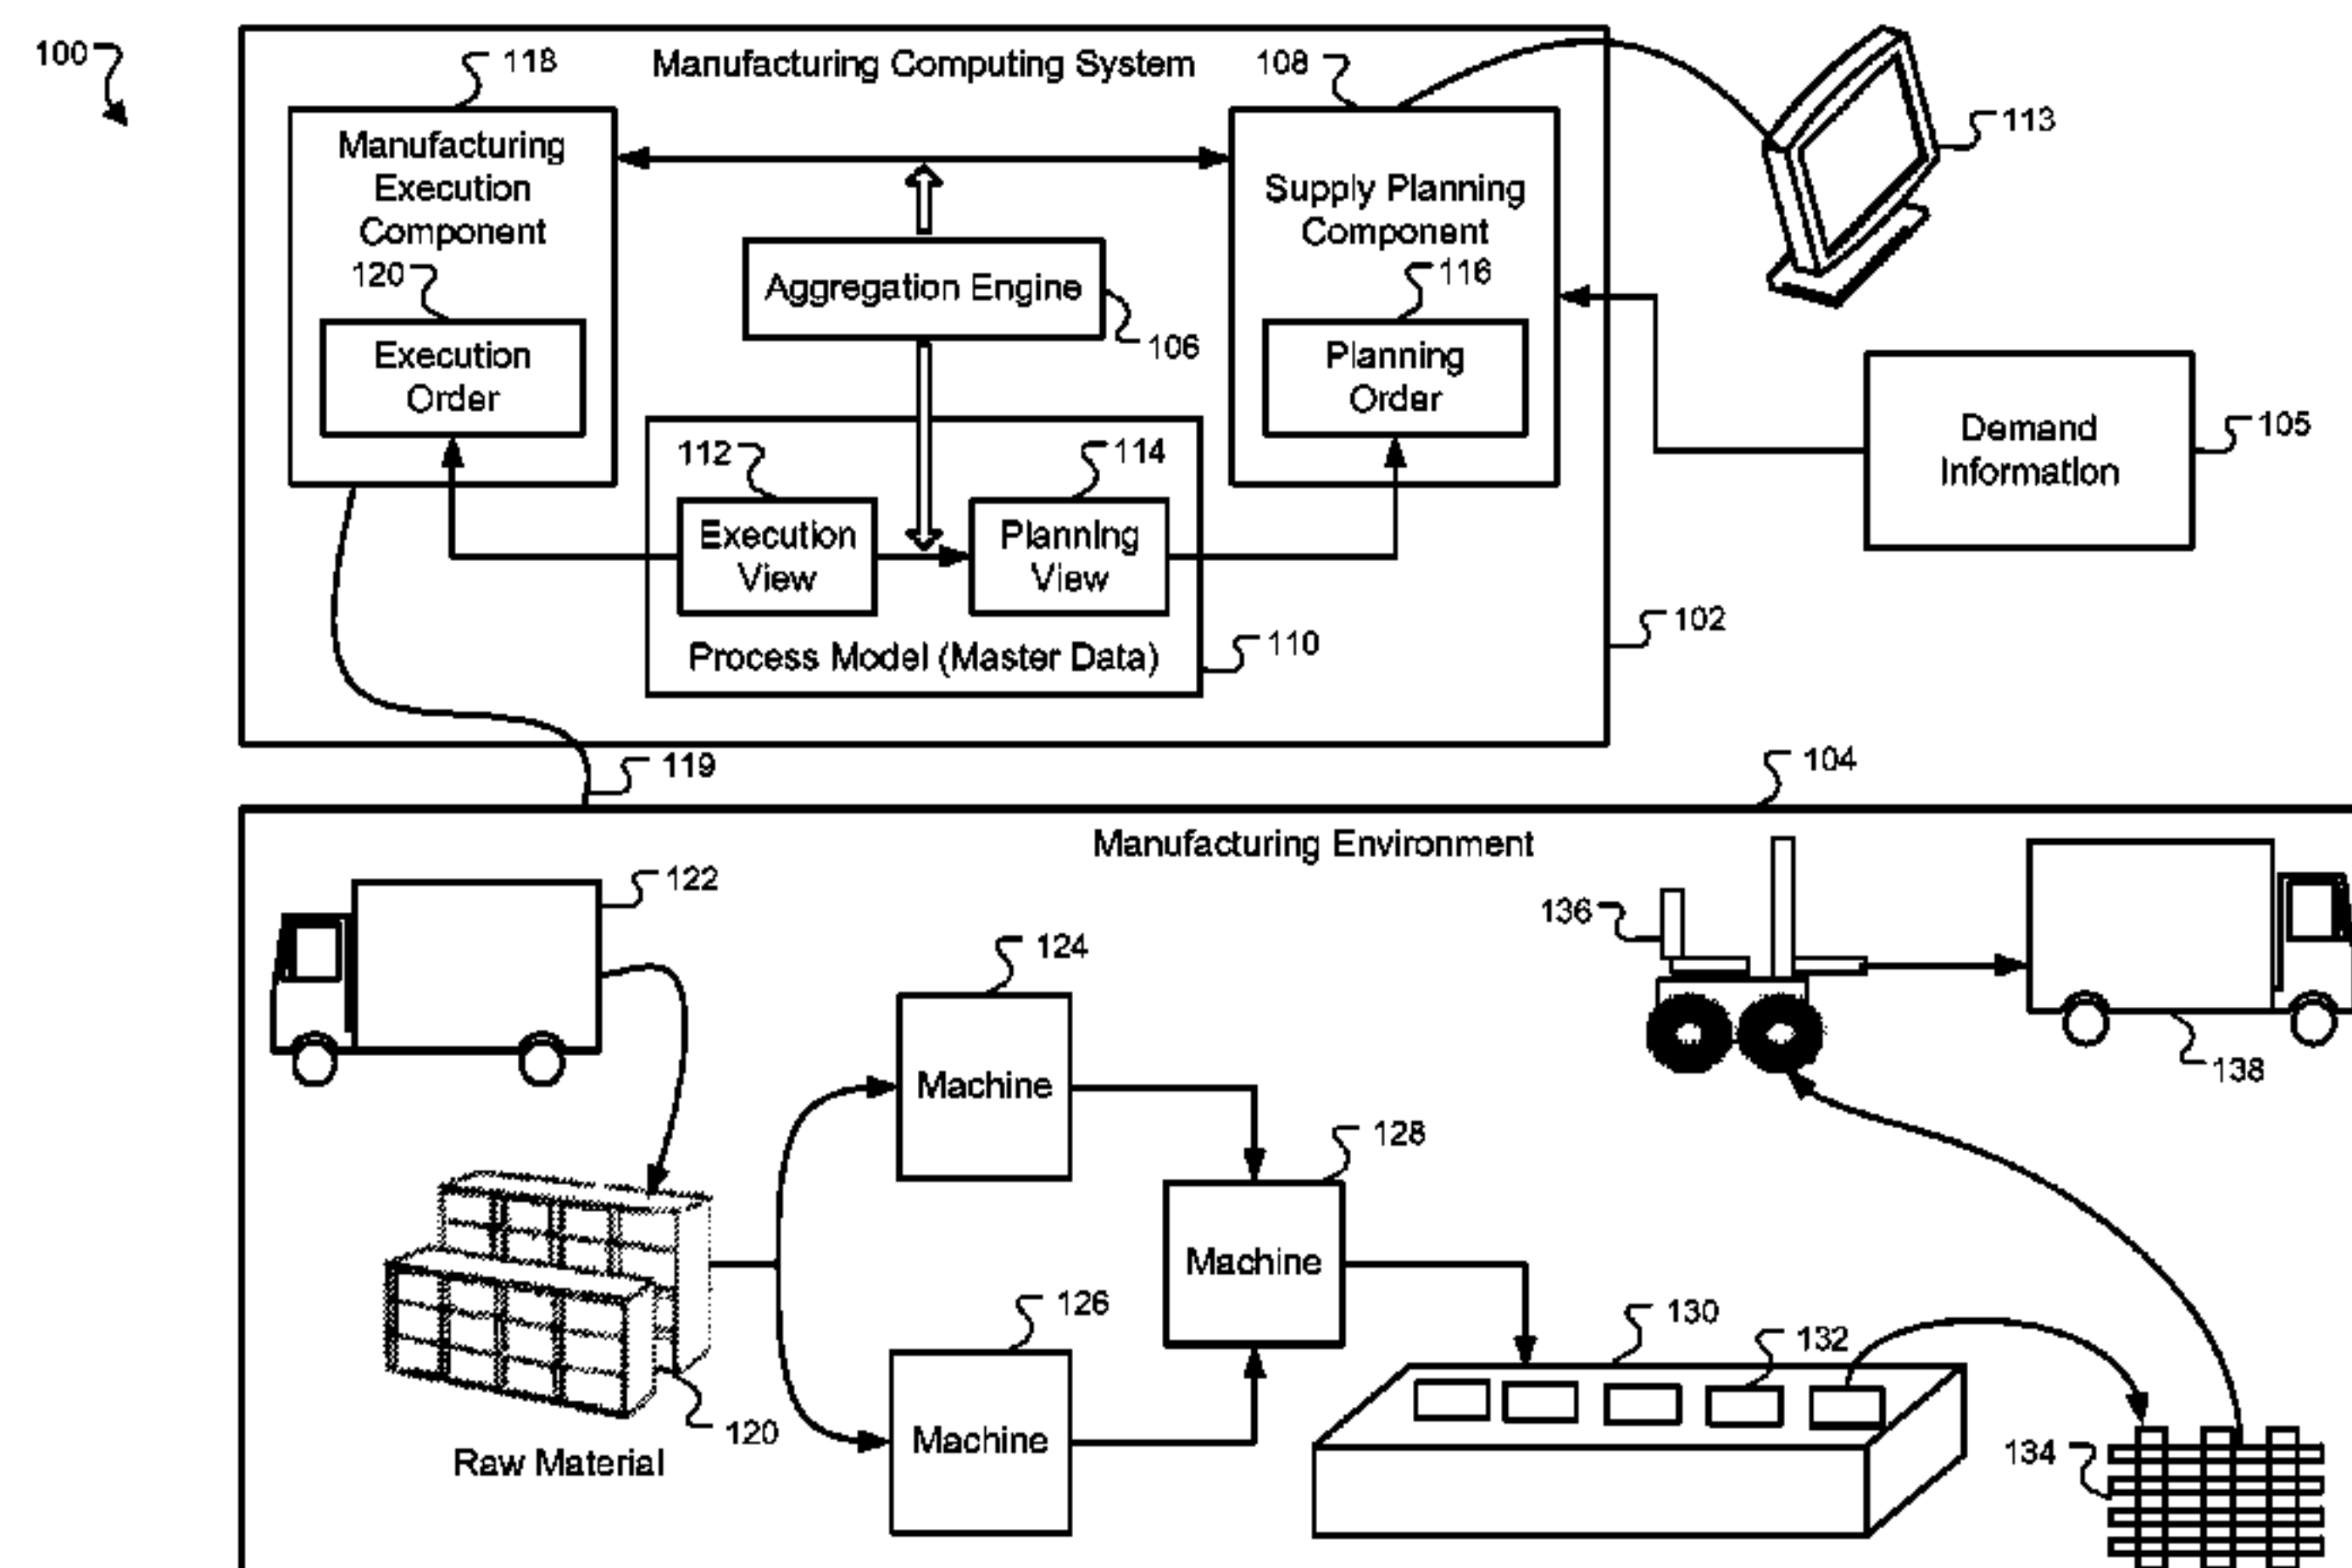 100
118
Manufacturing Computing System
108
113
Manufacturing
Execution
Component
Supply Planning
Component
120
116
Aggregation Engine
106
Execution
Order
Planning
Order
Demand
Information
105
112
114
Execution
View
Planning
View
102
Process Model (Master Data)
110
119
104
Manufacturing Environment
122
136
124
138
Machine
128
Machine
126
130
132
120
Machine
134
Raw Material